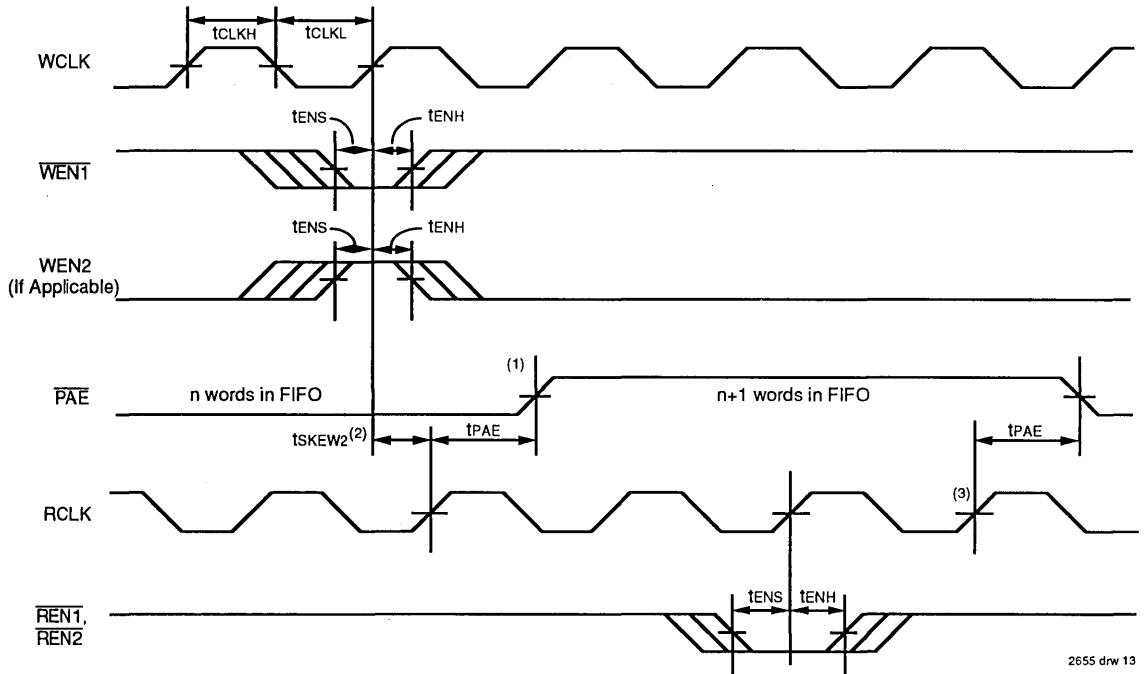 tCLKH tCLKL
WCLK
tENS tENH
WEN1
tENS tENH
WEN2
(If Applicable)
(1)
PAE n words in FIFO n+1 words in FIFO
tSKEW2(2) tPAE tPAE
(3)
RCLK
tENS tENH
REN1,
REN2
2655 drw 13